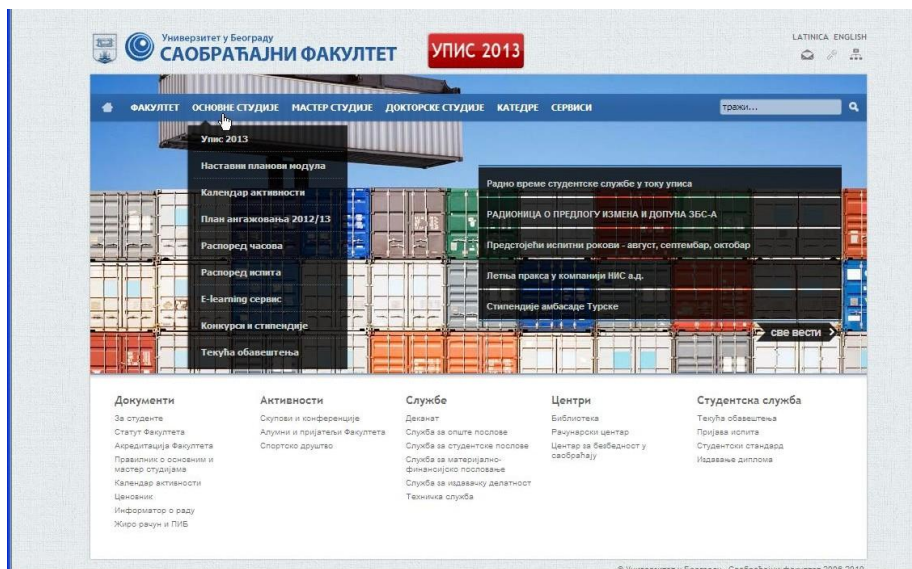 Универзитет у Београду
САОБРАЋАЈНИ ФАКУЛТЕТ
УПИС 2013
LATINICA ENGLISH
ФАКУЛТЕТ ОСНОВНЕ СТУДИЈЕ МАСТЕР СТУДИЈЕ ДОКТОРСКЕ СТУДИЈЕ КАТЕДРЕ СЕРВИСИ
тражи...
Упис 2013
Наставни планови модула
Календар активности
План ангажовања 2012/13
Распоред часова
Распоред испита
E-learning сервис
Конкурси и стипендије
Текућа обавештења
Радно време студентске службе у току уписа
РАДИОНИЦА О ПРЕДЛОГУ ИЗМЕНА И ДОПУНА ЗБС-А
Предстојећи испитни рокови - август, септембар, октобар
Летња пракса у компанији НИС а.д.
Стипендије амбасаде Турске
све вести
Документи
За студенте
Статут Факултета
Акредитација Факултета
Правилник о основним и
мастер студијама
Календар активности
Ценовник
Информатор о раду
Жиро рачун и ПИБ
Активности
Скупови и конференције
Алумни и пријатељи Факултета
Спортско друштво
Службе
Деканат
Служба за опште послове
Служба за студентске послове
Служба за материјално-
финансијско пословање
Служба за издавачку делатност
Техничка служба
Центри
Библиотека
Рачунарски центар
Центар за безбедност у
саобраћају
Студентска служба
Текућа обавештења
Пријава испита
Студентски стандард
Издавање диплома